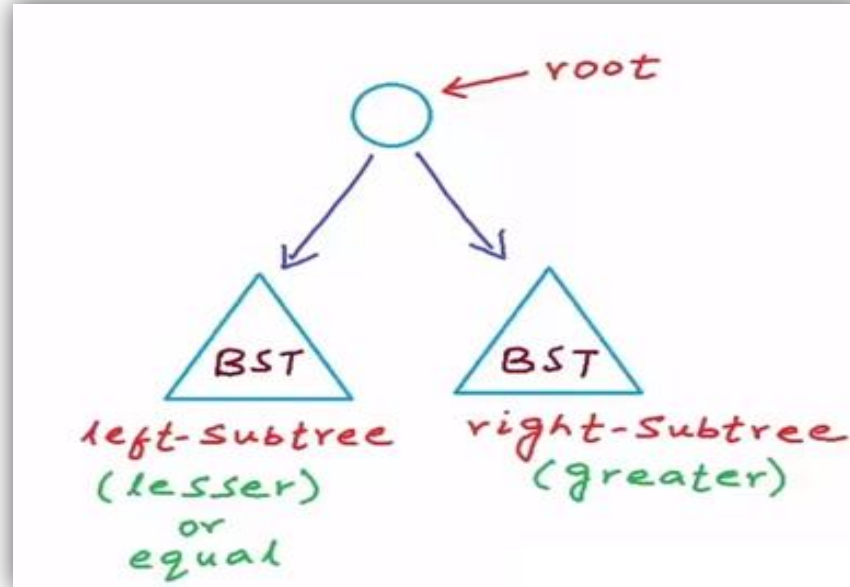 root
BST
BST
left-subtree
right-subtree
(lesser)
or
equal
(greater)